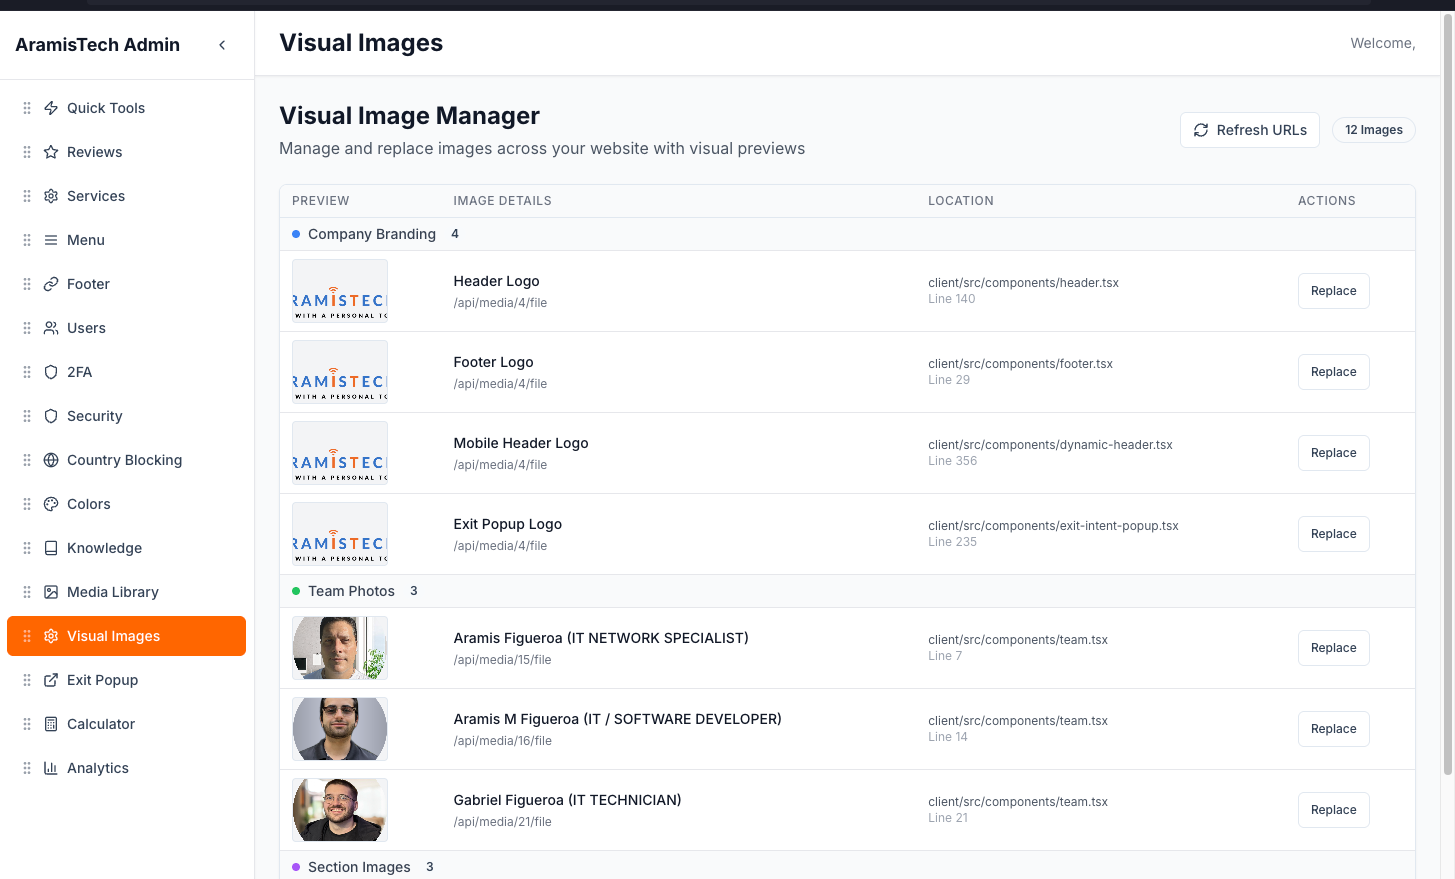 AramisTech Admin
Visual Images
Welcome,
Quick Tools
Reviews
Services
Menu
Footer
Users
2FA
Security
Country Blocking
Colors
Knowledge
Media Library
Visual Images
Exit Popup
Calculator
Analytics
Visual Image Manager
Manage and replace images across your website with visual previews
Refresh URLs
12 Images
PREVIEW IMAGE DETAILS LOCATION ACTIONS
Company Branding 4
RAMISTEC
WITH A PERSONAL TO
Header Logo
/api/media/4/file
client/src/components/header.tsx
Line 140
Replace
RAMISTEC
WITH A PERSONAL TO
Footer Logo
/api/media/4/file
client/src/components/footer.tsx
Line 29
Replace
RAMISTEC
WITH A PERSONAL TO
Mobile Header Logo
/api/media/4/file
client/src/components/dynamic-header.tsx
Line 356
Replace
RAMISTEC
WITH A PERSONAL TO
Exit Popup Logo
/api/media/4/file
client/src/components/exit-intent-popup.tsx
Line 235
Replace
Team Photos 3
Aramis Figueroa (IT NETWORK SPECIALIST)
/api/media/15/file
client/src/components/team.tsx
Line 7
Replace
Aramis M Figueroa (IT / SOFTWARE DEVELOPER)
/api/media/16/file
client/src/components/team.tsx
Line 14
Replace
Gabriel Figueroa (IT TECHNICIAN)
/api/media/21/file
client/src/components/team.tsx
Line 21
Replace
Section Images 3